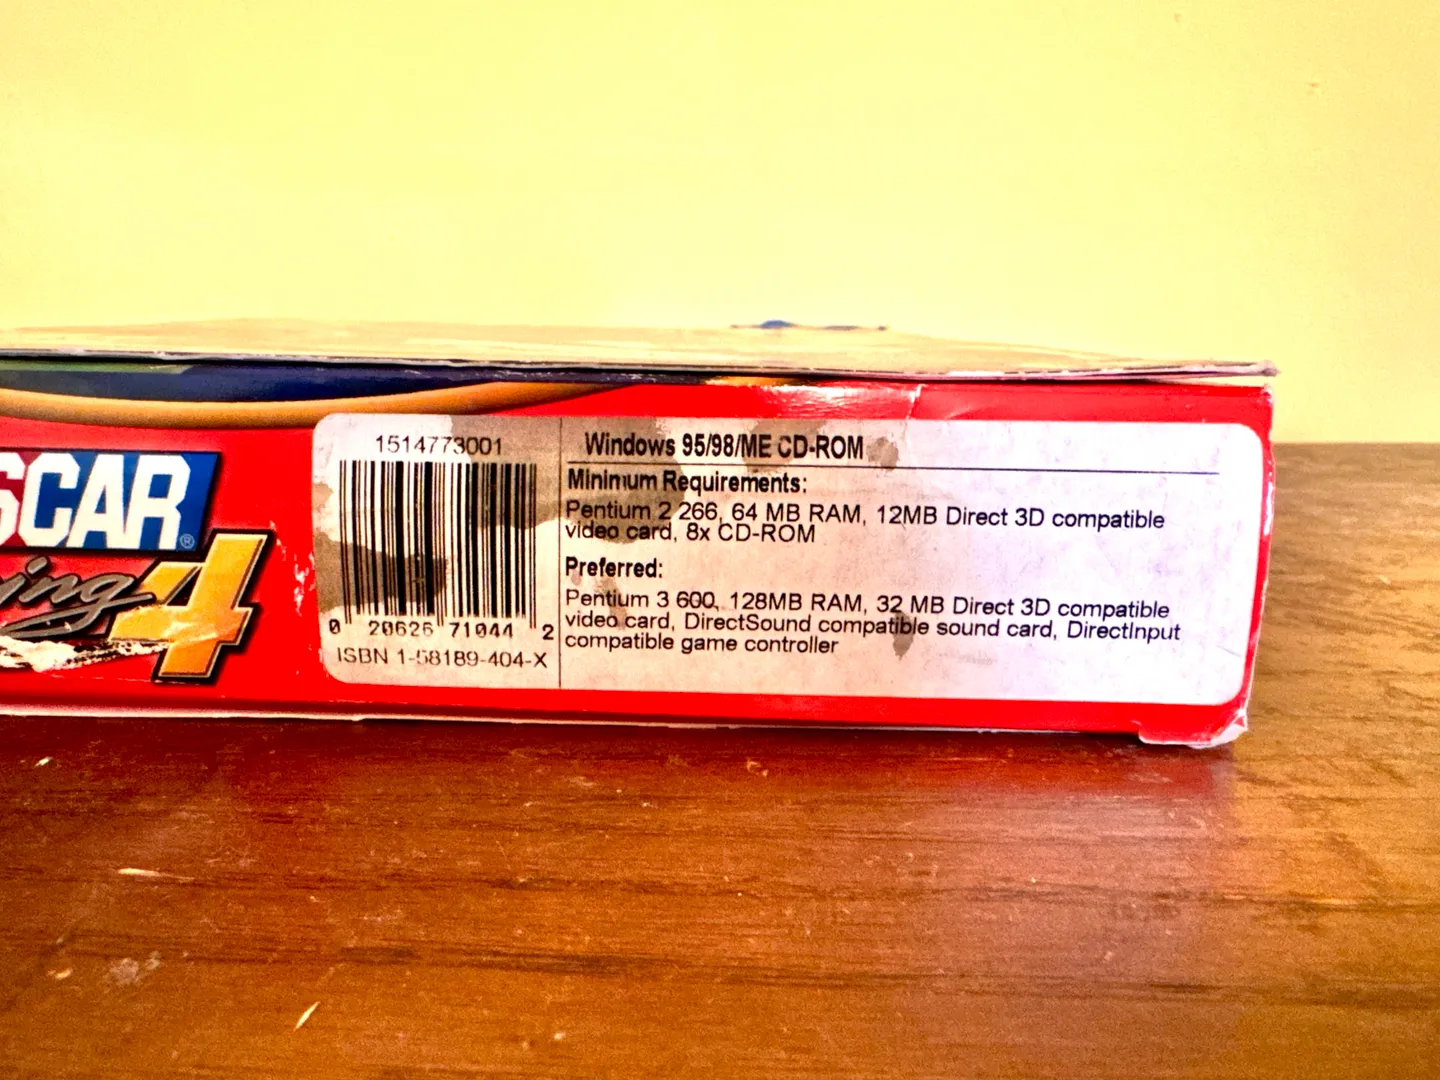 SCAR®
ing 4
1514773001
0 20626 71044 2
ISBN 1-58189-404-X
Windows 95/98/ME CD-ROM
Minimum Requirements:
Pentium 2 266, 64 MB RAM, 12MB Direct 3D compatible
video card, 8x CD-ROM
Preferred:
Pentium 3 600, 128MB RAM, 32 MB Direct 3D compatible
video card, DirectSound compatible sound card, DirectInput
compatible game controller